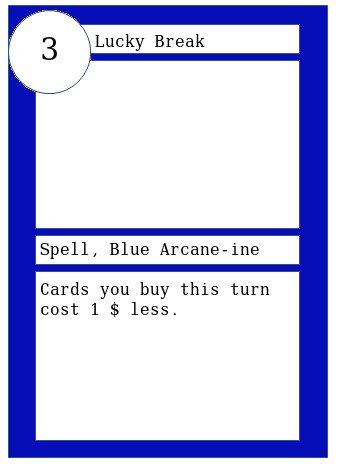 3
Lucky Break
Spell, Blue Arcane-ine
Cards you buy this turn
cost 1 $ less.